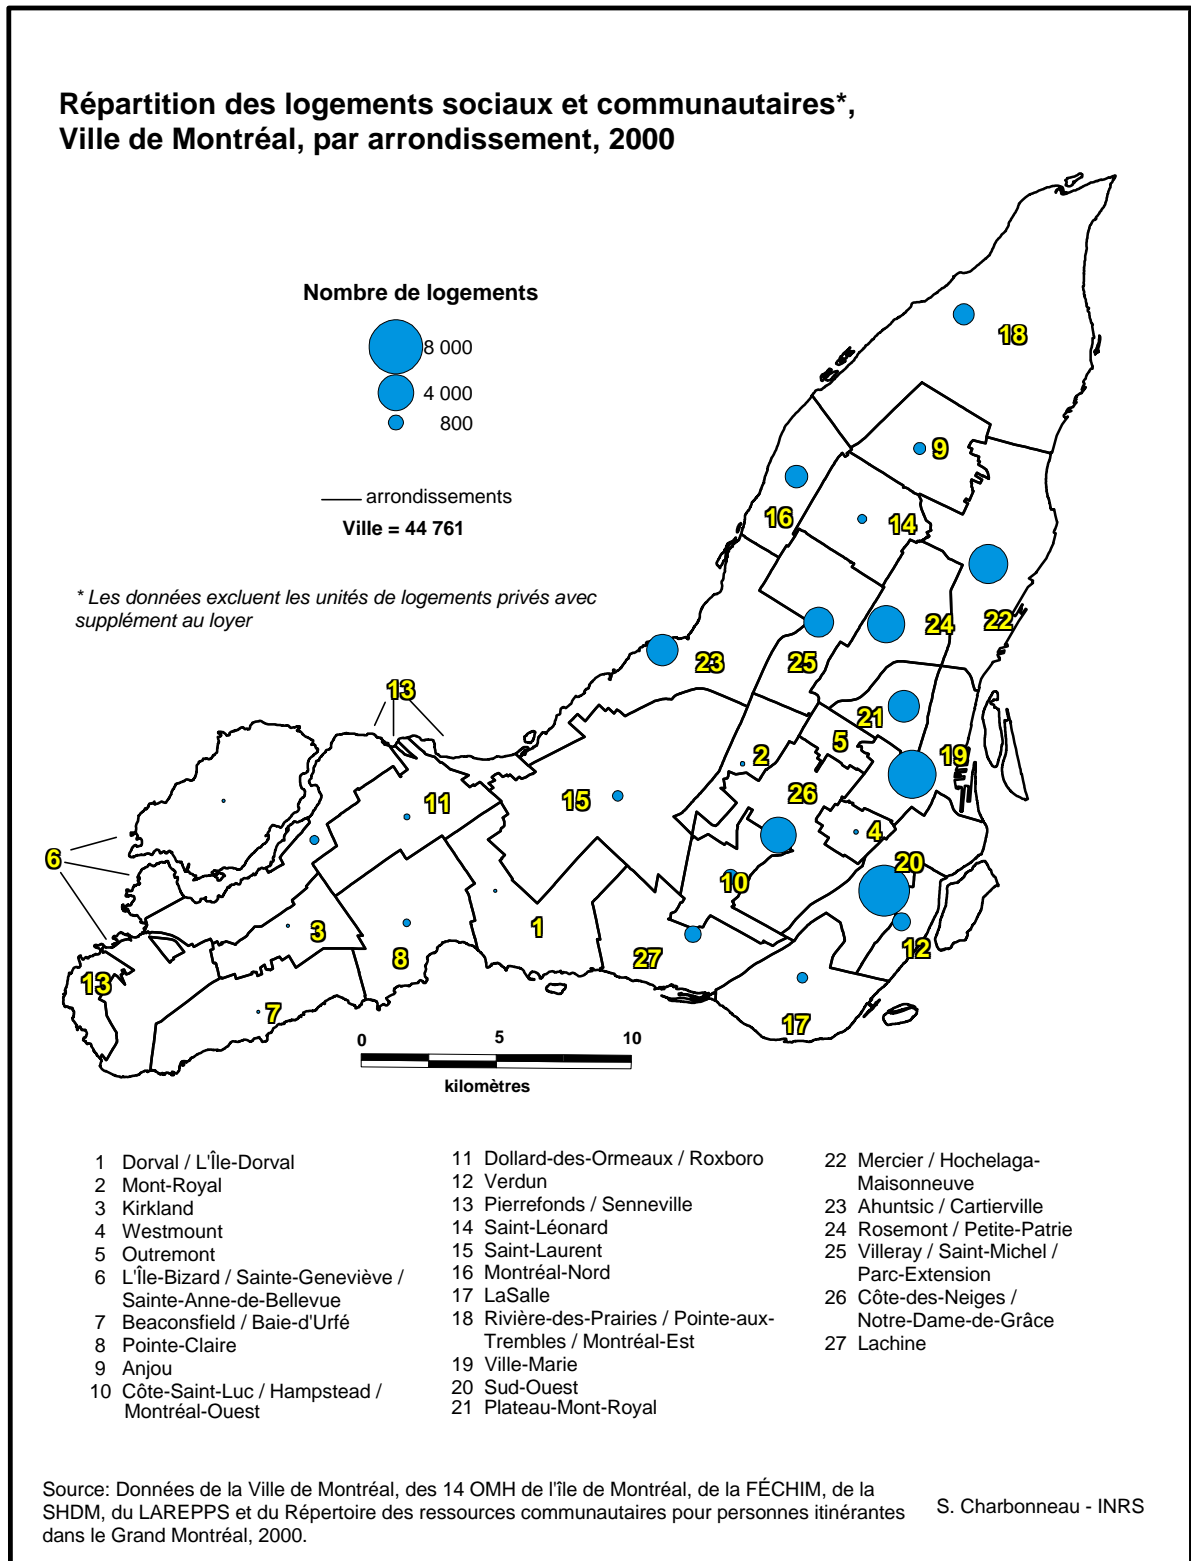 Répartition des logements sociaux et communautaires*,
Ville de Montréal, par arrondissement, 2000
Nombre de logements
8 000
4 000
800
arrondissements
Ville = 44 761
* Les données excluent les unités de logements privés avec
supplément au loyer
18
9
16
14
22
24
25
23
13
21
5
19
2
26
11
15
4
6
20
10
3
1
12
8
27
13
7
17
0 5 10
kilomètres
1 Dorval / L'Île-Dorval
2 Mont-Royal
3 Kirkland
4 Westmount
5 Outremont
6 L'Île-Bizard / Sainte-Geneviève /
Sainte-Anne-de-Bellevue
7 Beaconsfield / Baie-d'Urfé
8 Pointe-Claire
9 Anjou
10 Côte-Saint-Luc / Hampstead /
Montréal-Ouest
11 Dollard-des-Ormeaux / Roxboro
12 Verdun
13 Pierrefonds / Senneville
14 Saint-Léonard
15 Saint-Laurent
16 Montréal-Nord
17 LaSalle
18 Rivière-des-Prairies / Pointe-aux-
Trembles / Montréal-Est
19 Ville-Marie
20 Sud-Ouest
21 Plateau-Mont-Royal
22 Mercier / Hochelaga-
Maisonneuve
23 Ahuntsic / Cartierville
24 Rosemont / Petite-Patrie
25 Villeray / Saint-Michel /
Parc-Extension
26 Côte-des-Neiges /
Notre-Dame-de-Grâce
27 Lachine
Source: Données de la Ville de Montréal, des 14 OMH de l'île de Montréal, de la FÉCHIM, de la
SHDM, du LAREPPS et du Répertoire des ressources communautaires pour personnes itinérantes
dans le Grand Montréal, 2000.
S. Charbonneau - INRS